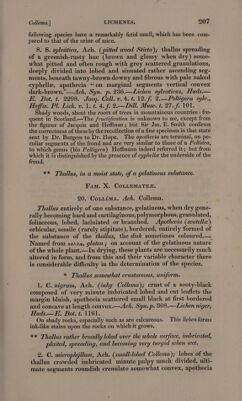 Collema.] LICHENES. 207
following species have a remarkably fetid smell, which has been com-
pared to that of the urine of mice.
8. S. sylvática, Ach. (pitted wood Sticta); thallus spreading
of a greenish-rusty hue (brown and glossy when dry) some-
what pitted and often rough with grey scattered granulations,
deeply divided into lobed and sinuated rather ascending seg-
ments, beneath tawny-brown downy and fibrous with pale naked
cyphellæ, apothecia on marginal segments vertical convex
dark-brown.—Ach. Syn. p. 236.—Lichen sylvaticus, Huds.—
E. Bot. t. 2298. Jacq. Coll. v. 4. t. 12. f. 2.—Peltigera sylv.,
Hoffm. Pl. Lich. v. 1. t. 4. f. 2.—Dill. Musc. t. 27. f. 101.
Shady woods, about the roots of trees in mountainous countries: fre-
quent in Scotland.—The fructification is unknown to me, except from
the figures of Jacquin and Dillenius; but Sir Jas. E. Smith confirms
the correctness of these by the recollection of a fine specimen in that state
sent by Dr. Burgess to Dr. Hope. The apothecia are terminal, on pe-
culiar segments of the frond and are very similar to those of a Peltidea,
to which genus (his Peltigera) Hoffmann indeed referred it; but from
which it is distinguished by the presence of cyphellæ on the underside of the
frond.
** Thallus, in a moist state, of a gelatinous substance.
Fam. X. Collemateæ.
20. Colléma. Ach. Collema.
Thallus entirely of one substance, gelatinous, when dry gene-
rally becoming hard and cartilaginous, polymorphous, granulated,
foliaceous, lobed, laciniated or branched. Apothecia (scutellæ)
orbicular, sessile (rarely stipitate), bordered, entirely formed of
the substance of the thallus, the disk sometimes coloured.—
Named from κολλα, gluten; on account of the gelatinous nature
of the whole plant.—In drying, these plants are necessarily much
altered in form, and from this and their variable character there
is considerable difficulty in the determination of the species.
* Thallus somewhat crustaceous, uniform.
1. C. nígrum, Ach. (inky Collema); crust of a sooty-black
composed of very minute imbricated lobed and cut leaflets the
margin bluish, apothecia scattered small black at first bordered
and concave at length convex.—Ach. Syn. p. 308.—Lichen niger,
Huds.—E. Bot. t. 1161.
On shady rocks, especially such as are calcareous. This lichen forms
ink-like stains upon the rocks on which it grows.
** Thallus rather broadly lobed over the whole surface, imbricated,
plaited, spreading, and becoming very turgid when wet.
2. C. microphýllum, Ach. (small-lobed Collema); lobes of the
thallus crowded imbricated minute pulpy much divided, ulti-
mate segments roundish crenulate somewhat convex, apothecia